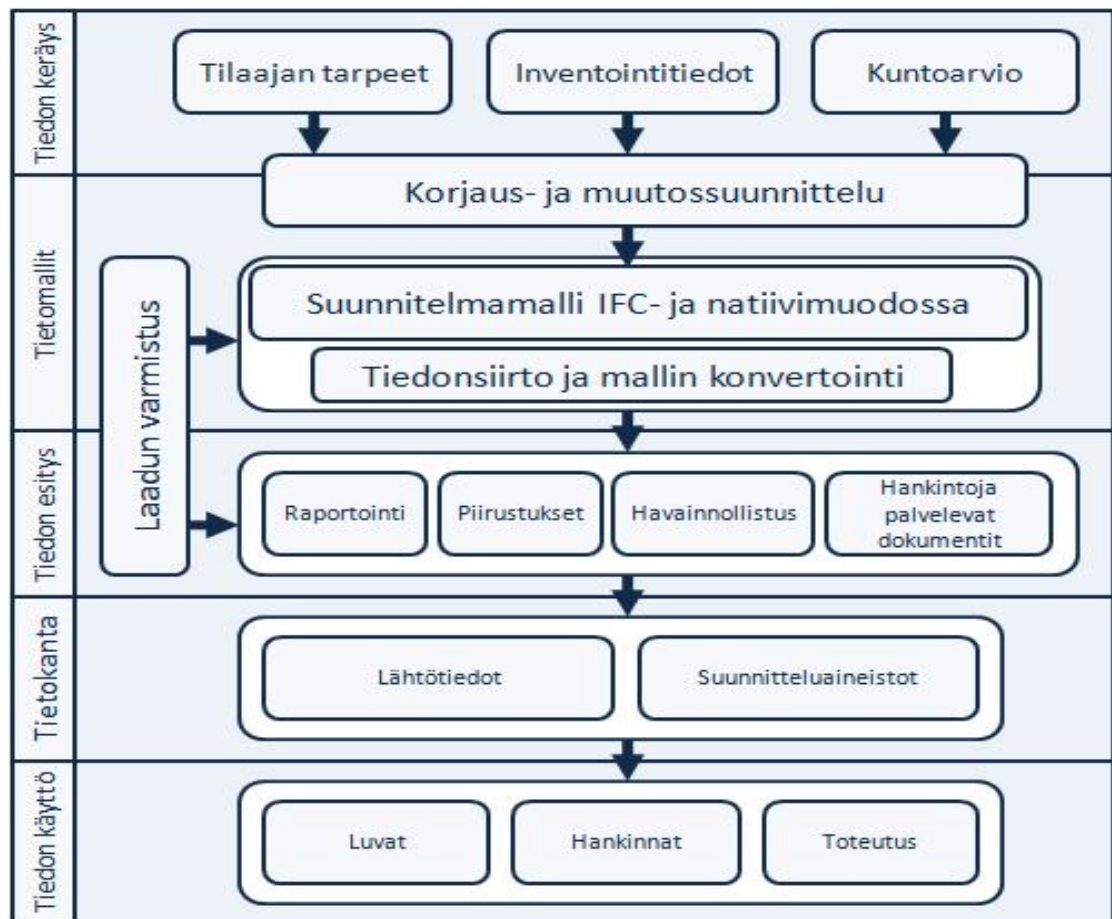 Tiedon keräys
Tilaajan tarpeet
Inventointitiedot
Kuntoarvio
Korjaus- ja muutossuunnittelu
Tietomallit
Laadun varmistus
Suunnitelmamalli IFC- ja natiivimuodossa
Tiedonsiirto ja mallin konvertointi
Tiedon esitys
Raportointi
Piirustukset
Havainnollistus
Hankintoja
palvelevat
dokumentit
Tietokanta
Lähtötiedot
Suunnitteluaineistot
Tiedon käyttö
Luvat
Hankinnat
Toteutus